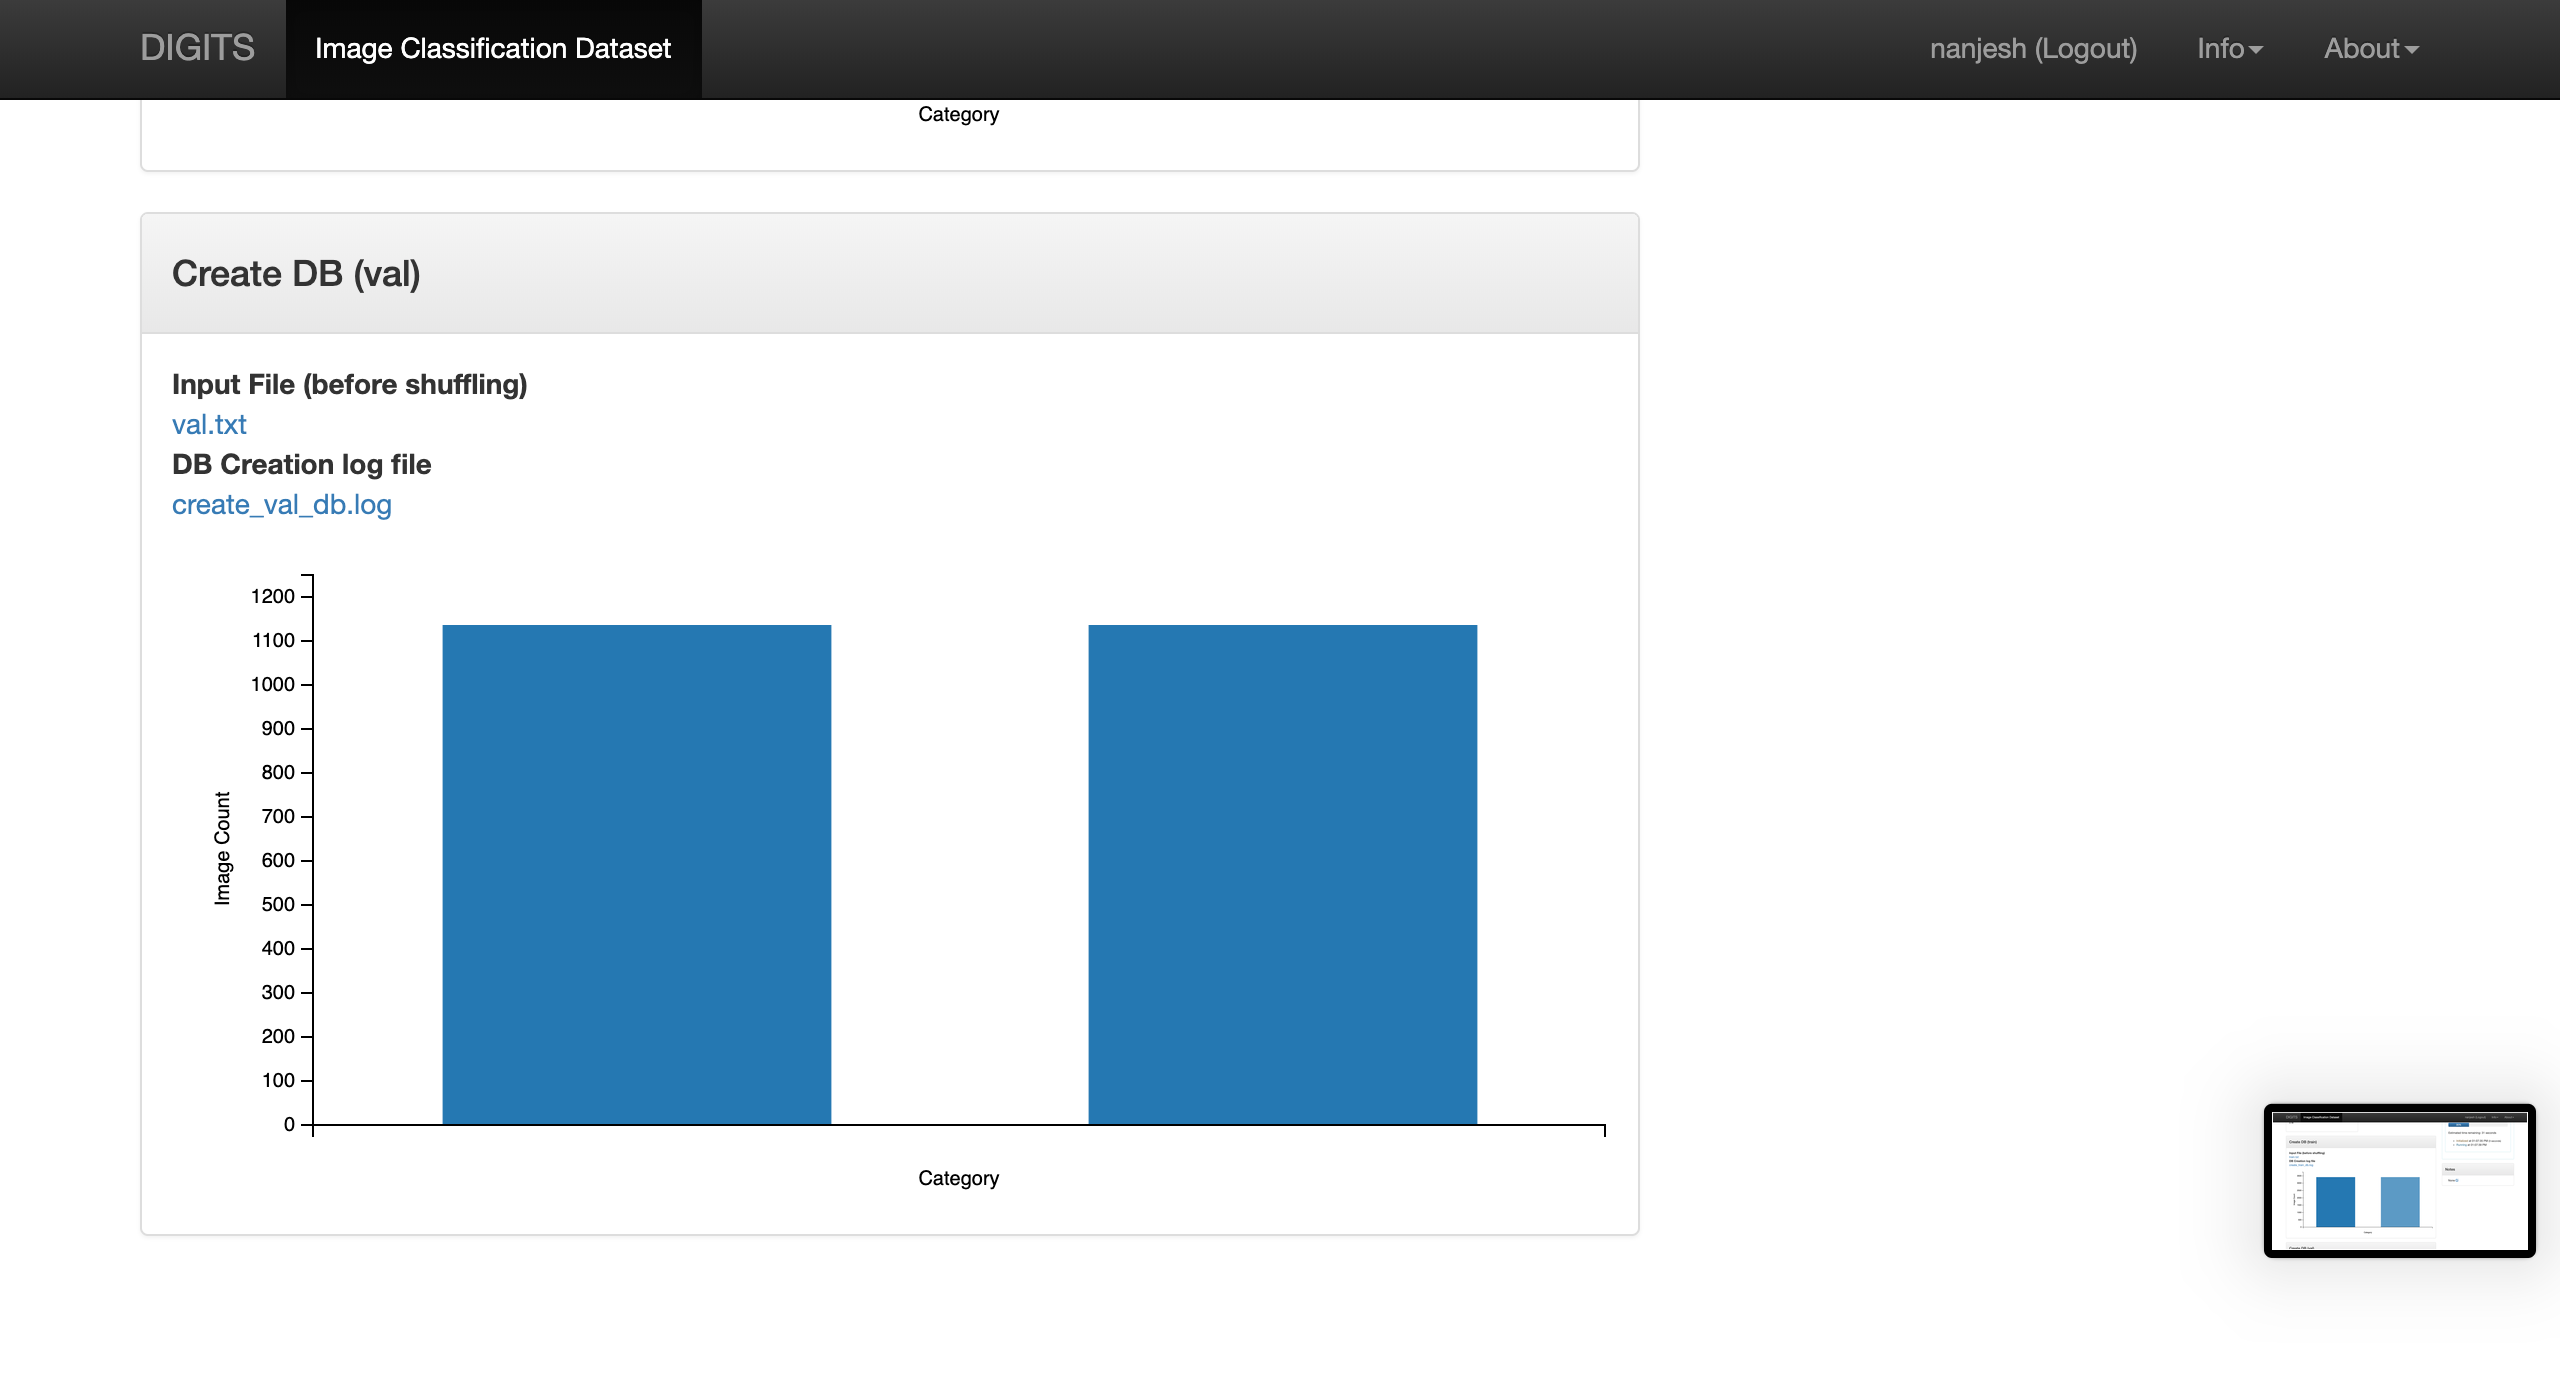 DIGITS Image Classification Dataset nanjesh (Logout) Info About
Category
Create DB (val)
Input File (before shuffling)
val.txt
DB Creation log file
create_val_db.log
1200
1100
1000
900
800
700
600
500
400
300
200
100
0
Image Count
Category